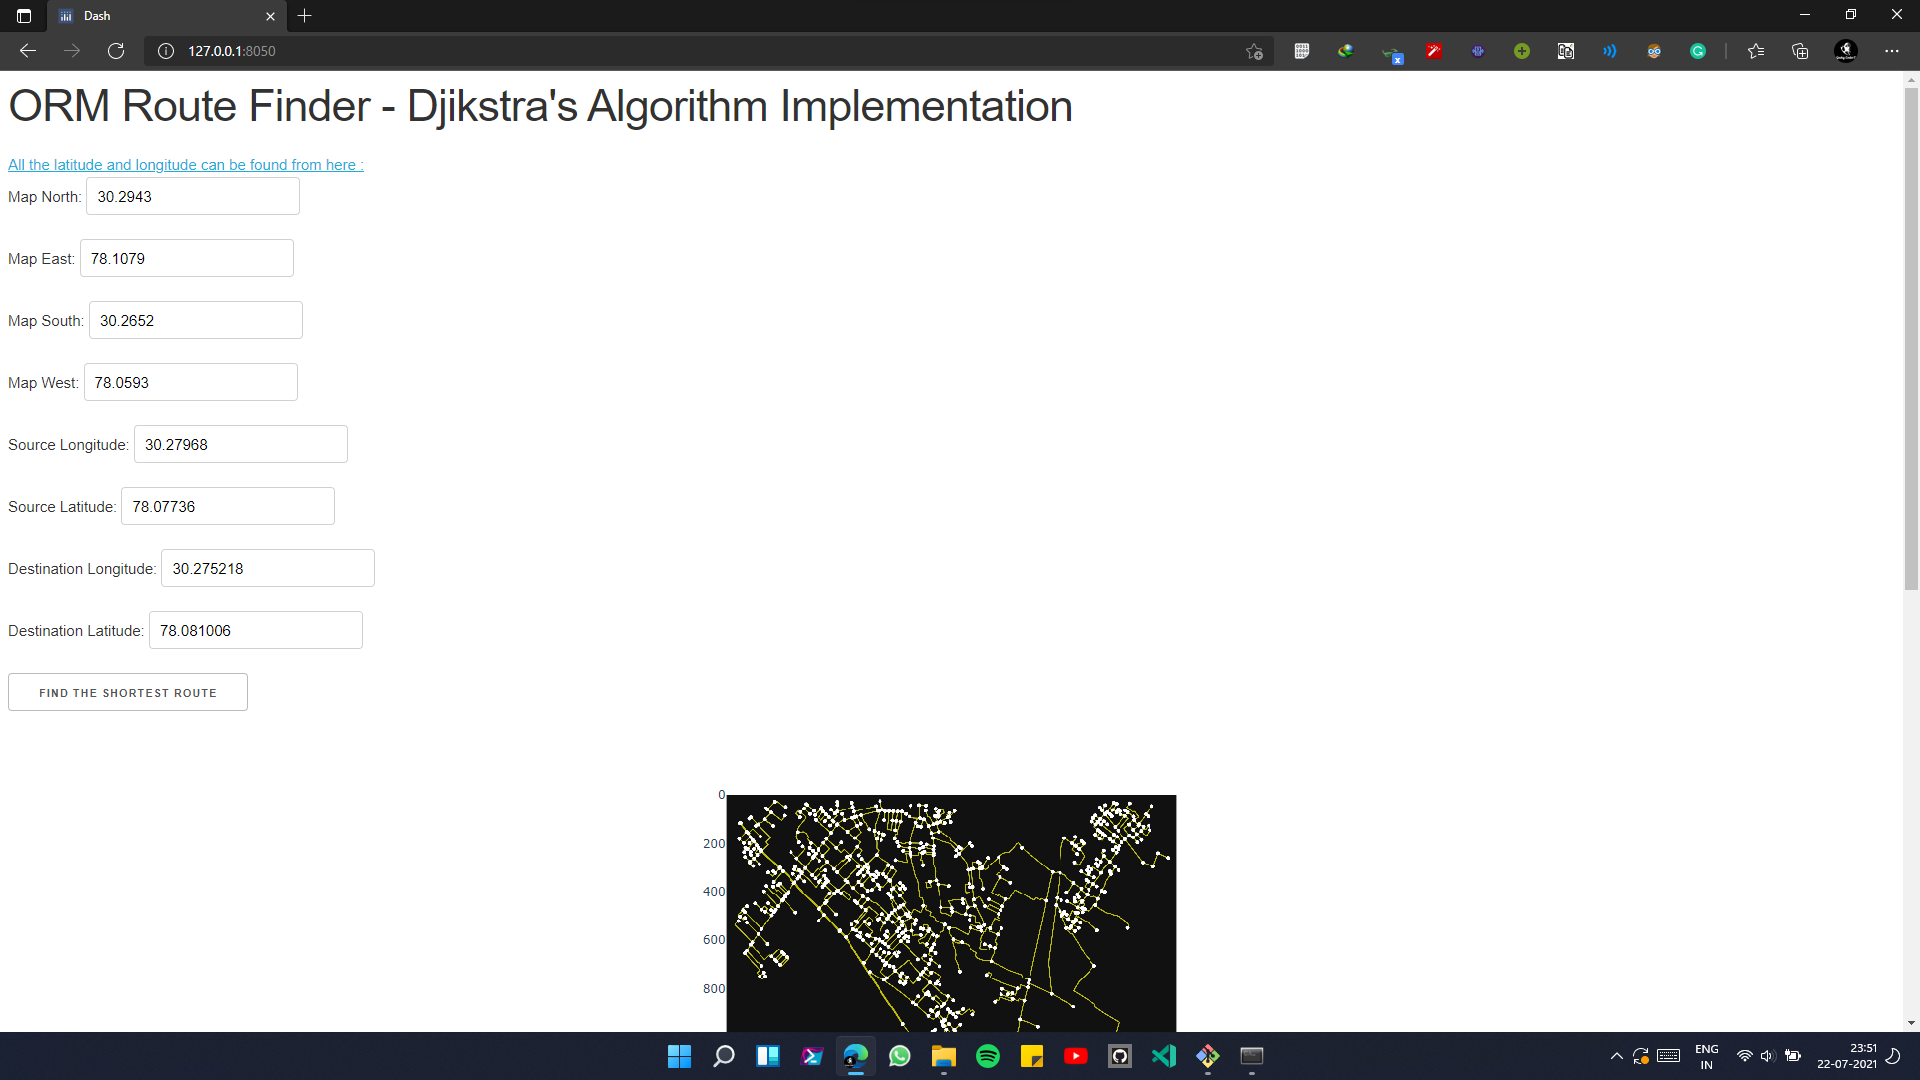 Dash
127.0.0.1:8050
ORM Route Finder - Djikstra's Algorithm Implementation
All the latitude and longitude can be found from here :
Map North: 30.2943
Map East: 78.1079
Map South: 30.2652
Map West: 78.0593
Source Longitude: 30.27968
Source Latitude: 78.07736
Destination Longitude: 30.275218
Destination Latitude: 78.081006
FIND THE SHORTEST ROUTE
0
200
400
600
800
ENG
IN
23:51
22-07-2021